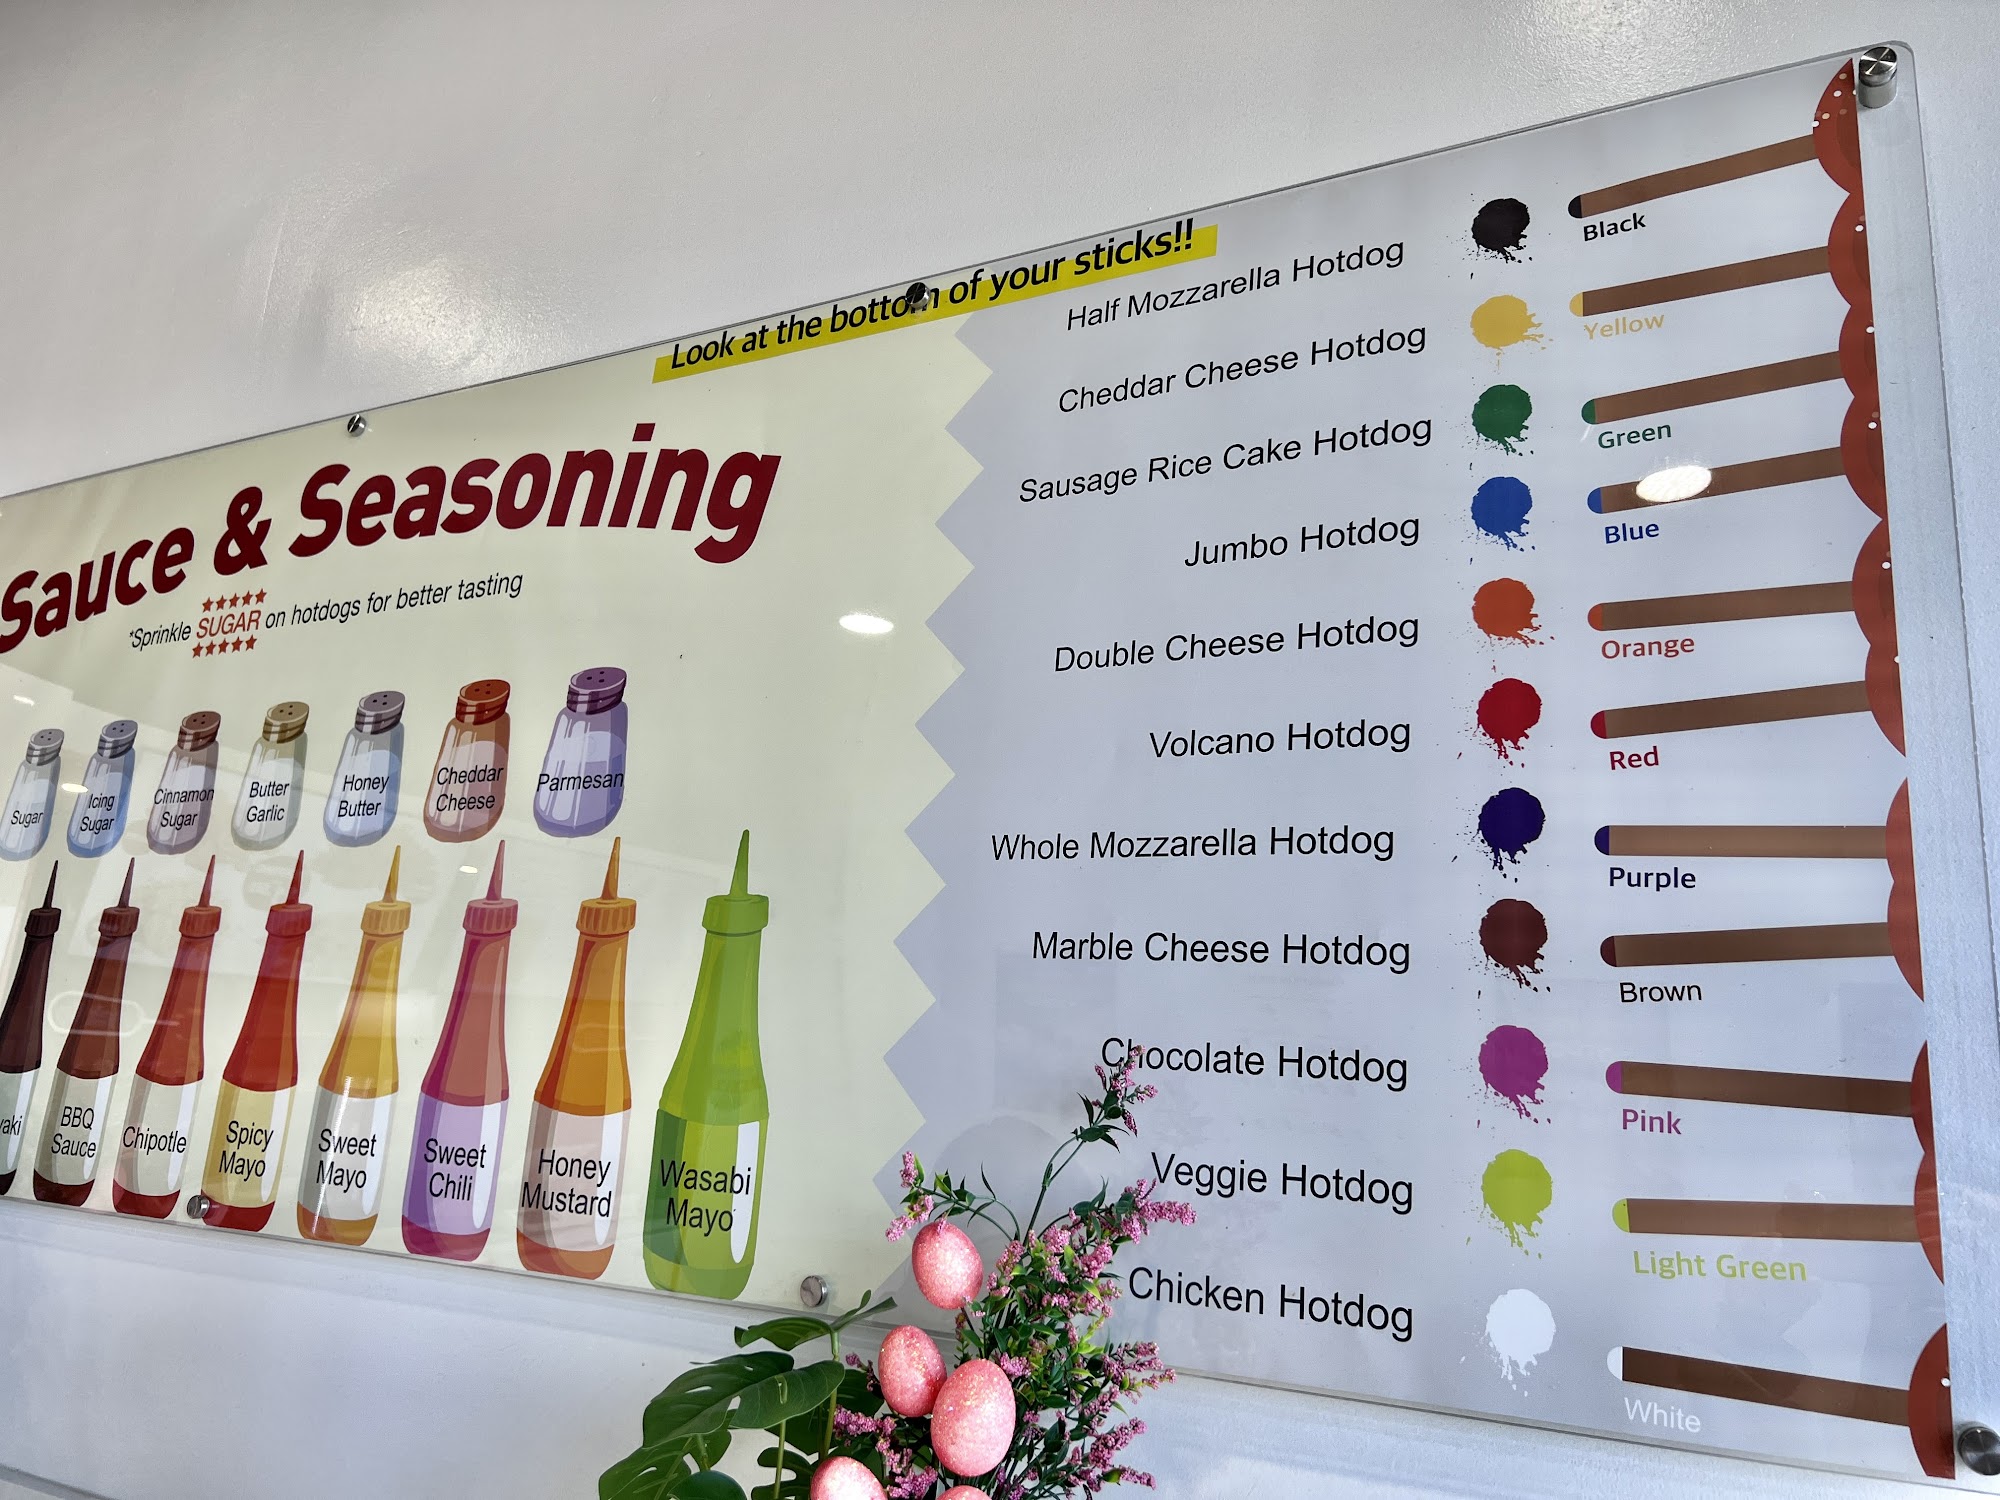 Look at the bottom of your sticks!!
Sauce & Seasoning
*Sprinkle SUGAR on hotdogs for better tasting
Sugar
Icing
Sugar
Cinnamon
Sugar
Butter
Garlic
Honey
Butter
Cheddar
Cheese
Parmesan
BBQ
Sauce
Chipotle
Spicy
Mayo
Sweet
Mayo
Sweet
Chili
Honey
Mustard
Wasabi
Mayo
Half Mozzarella Hotdog
Black
Cheddar Cheese Hotdog
Yellow
Sausage Rice Cake Hotdog
Green
Jumbo Hotdog
Blue
Double Cheese Hotdog
Orange
Volcano Hotdog
Red
Whole Mozzarella Hotdog
Purple
Marble Cheese Hotdog
Brown
Chocolate Hotdog
Pink
Veggie Hotdog
Light Green
Chicken Hotdog
White